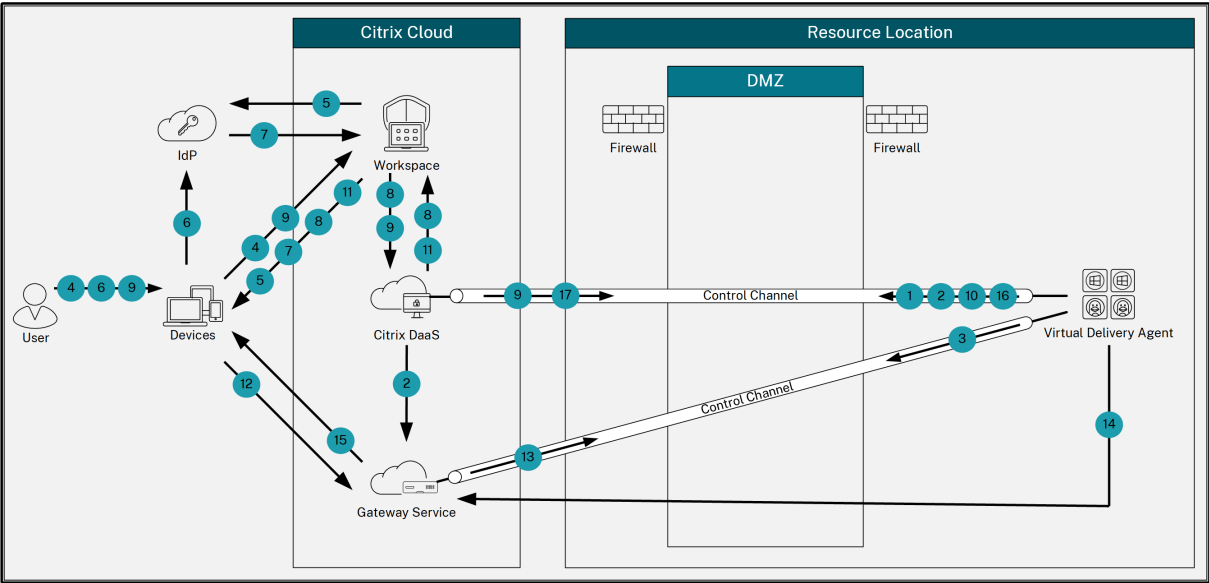 Citrix Cloud
Resource Location
DMZ
5
7
IdP
Workspace
Firewall
Firewall
6
9
4
11
8
7
5
8
9
8
11
4 6 9
User
Devices
Citrix DaaS
9 17
Control Channel
1 2 10 16
Virtual Delivery Agent
3
2
12
Control Channel
14
15
13
Gateway Service